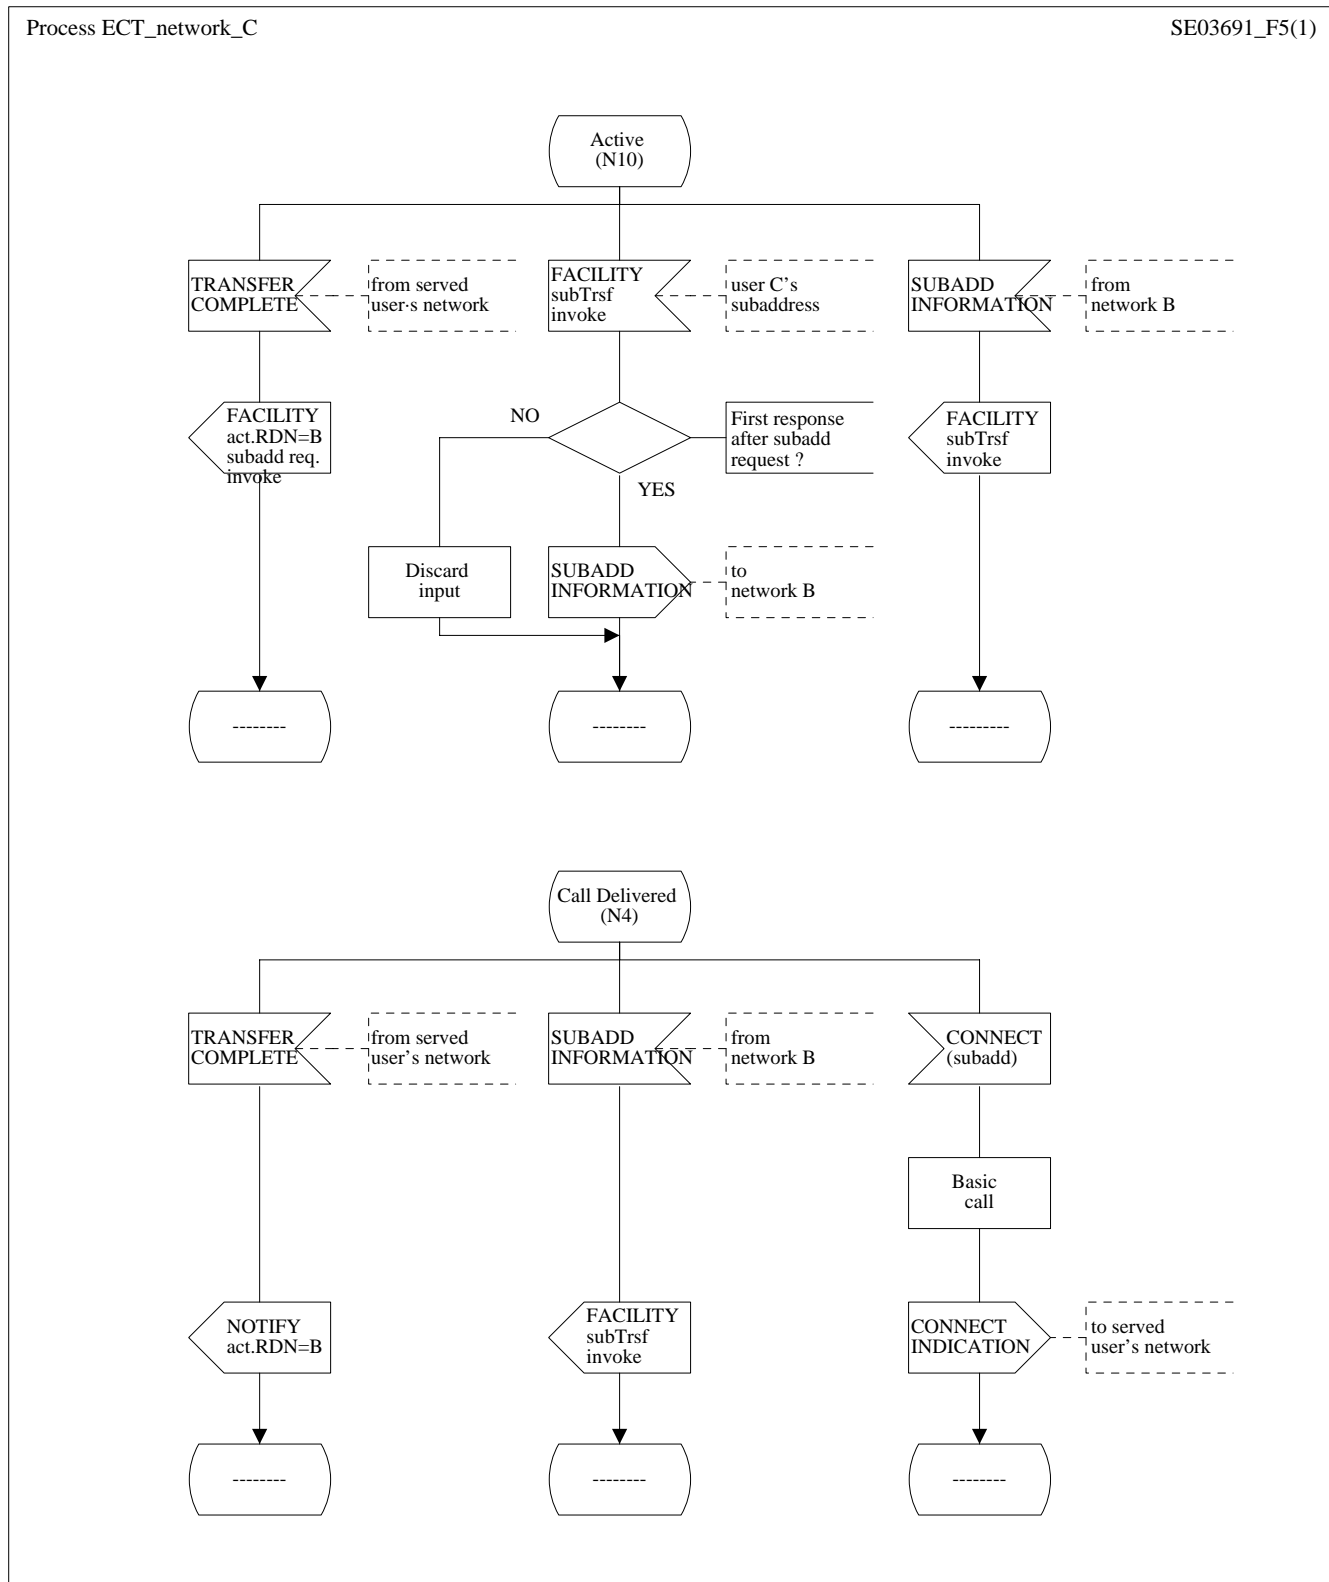 Process ECT_network_C
SE03691_F5(1)
Active
(N10)
TRANSFER
COMPLETE
from served
user·s network
FACILITY
subTrsf
invoke
user C’s
subaddress
SUBADD
INFORMATION
from
network B
FACILITY
act.RDN=B
subadd req.
invoke
NO
First response
after subadd
request ?
YES
FACILITY
subTrsf
invoke
Discard
input
SUBADD
INFORMATION
to
network B
--------
--------
---------
Call Delivered
(N4)
TRANSFER
COMPLETE
from served
user’s network
SUBADD
INFORMATION
from
network B
CONNECT
(subadd)
Basic
call
NOTIFY
act.RDN=B
FACILITY
subTrsf
invoke
CONNECT
INDICATION
to served
user’s network
--------
--------
--------